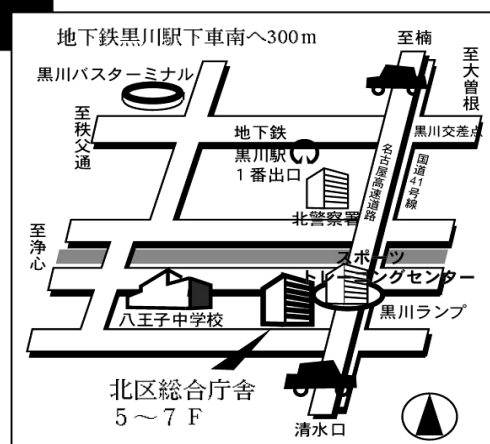 地下鉄黒川駅下車南へ300m
至楠
至大曽根
黒川バスターミナル
至秩父通
地下鉄
黒川駅
1番出口
黒川交差点
名古屋高速道路
国道41号線
北警察署
至浄心
スポーツ
トレーニングセンター
黒川ランプ
八王子中学校
北区総合庁舎
5～7 F
清水口